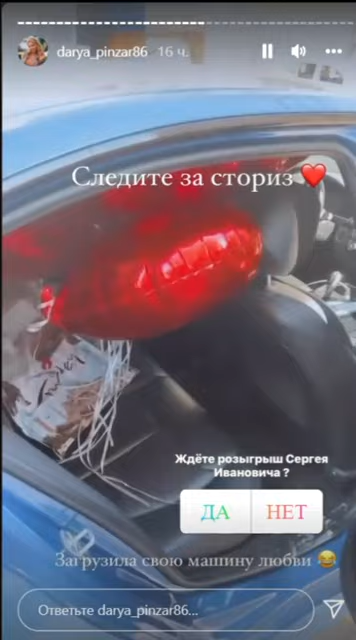 darya_pinzar86 16 ч.
Следите за сториз ❤️
Ждёте розыгрыш Сергея
Ивановича ?
ДА НЕТ
Загрузила свою машину любви 😂
Ответьте darya_pinzar86...